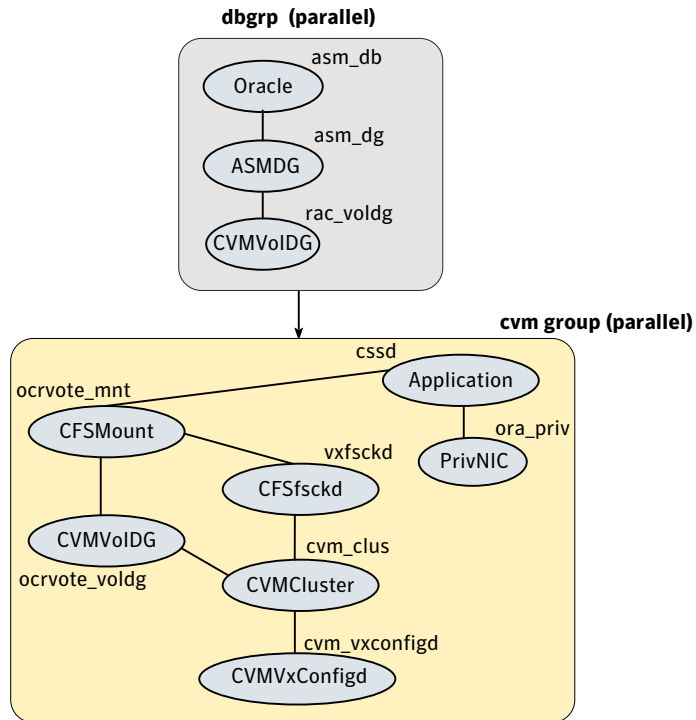 dbgrp (parallel)
asm_db
Oracle
asm_dg
ASMDG
rac_voldg
CVMVolDG
cvm group (parallel)
cssd
Application
ocrvote_mnt
CFSMount
ora_priv
PrivNIC
vxfsckd
CFSfsckd
CVMVolDG
ocrvote_voldg
cvm_clus
CVMCluster
cvm_vxconfigd
CVMVxConfigd